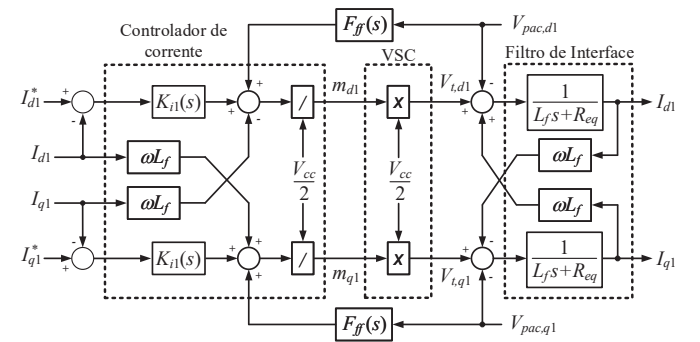 Controlador de
corrente
F_ff(s)
V_pac,d1
VSC
Filtro de Interface
I*_d1
+
-
K_i1(s)
+
+
-
/
m_d1
x
V_t,d1
-
+
+
1
L_f s+R_eq
I_d1
I_d1
ωL_f
ωL_f
V_cc
2
V_cc
2
I_q1
ωL_f
ωL_f
I*_q1
-
+
K_i1(s)
+
+
+
/
m_q1
x
V_t,q1
-
+
-
1
L_f s+R_eq
I_q1
F_ff(s)
V_pac,q1